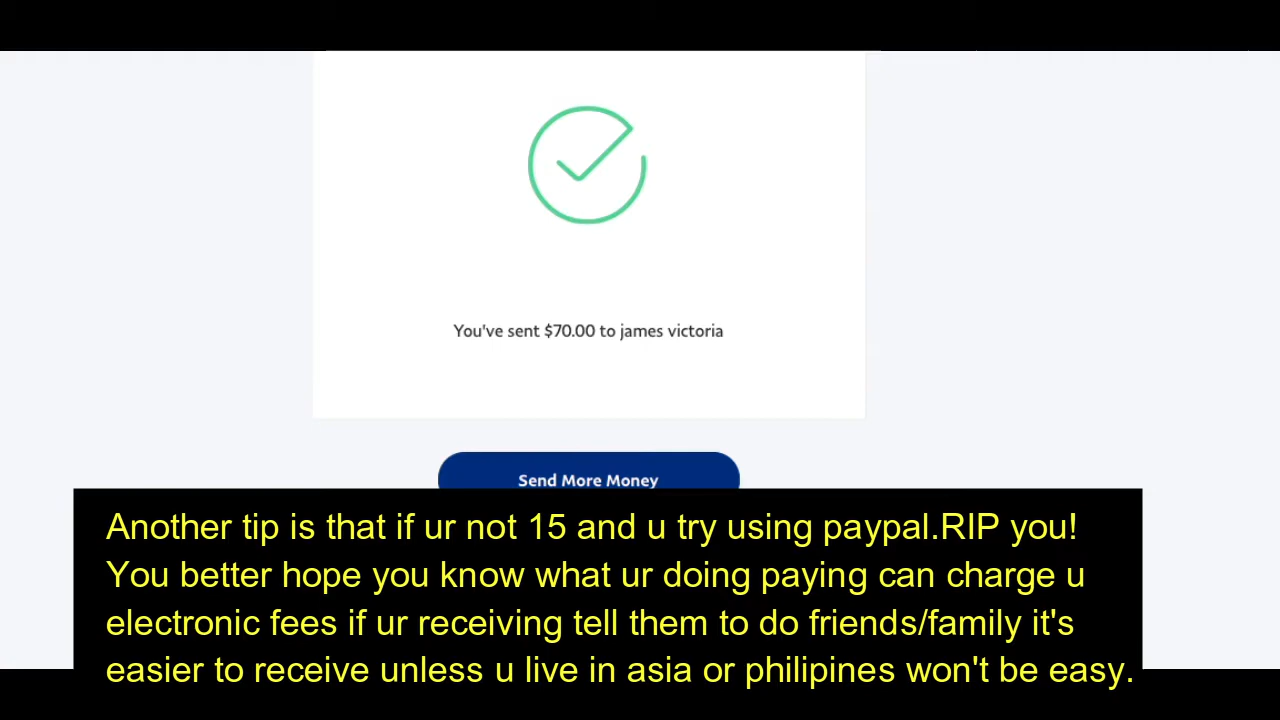 You've sent $70.00 to james victoria
Send More Money
Another tip is that if ur not 15 and u try using paypal.RIP you!
You better hope you know what ur doing paying can charge u
electronic fees if ur receiving tell them to do friends/family it's
easier to receive unless u live in asia or philipines won't be easy.